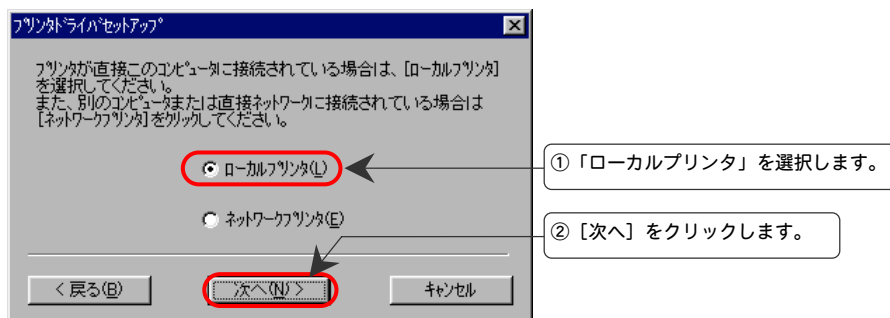 プリンタドライバセットアップ
プリンタが直接このコンピュータに接続されている場合は、[ローカルプリンタ]
を選択してください。
また、別のコンピュータまたは直接ネットワークに接続されている場合は
[ネットワークプリンタ]をクリックしてください。
ローカルプリンタ(L)
①「ローカルプリンタ」を選択します。
ネットワークプリンタ(E)
②［次へ］をクリックします。
< 戻る(B)
次へ(N) >
キャンセル